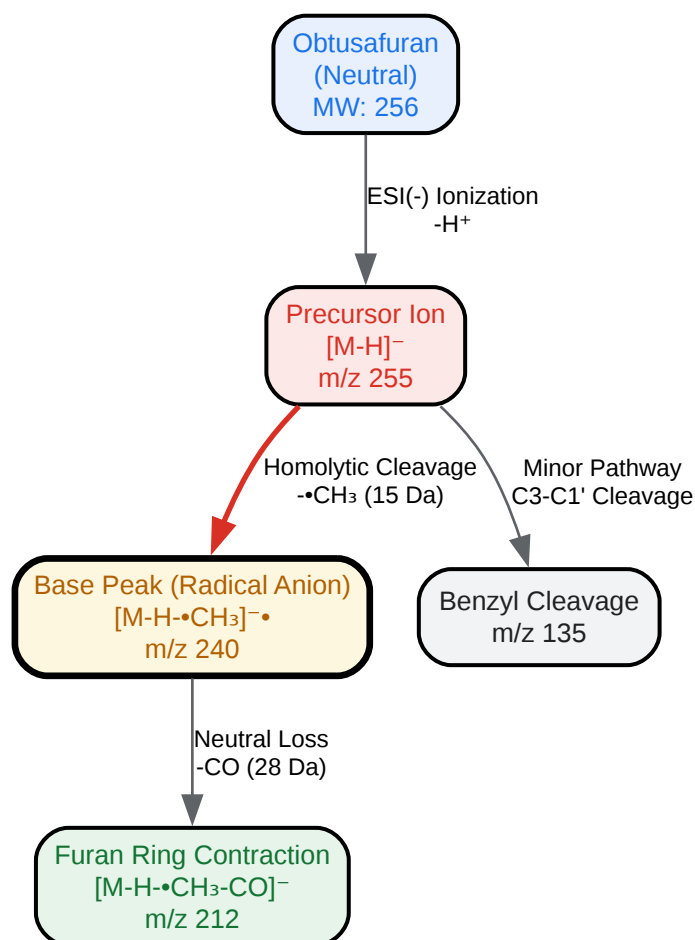 Obtusafuran
(Neutral)
MW: 256
ESI(-) Ionization
-H⁺
Precursor Ion
[M-H]⁻
m/z 255
Homolytic Cleavage
-•CH₃ (15 Da)
Minor Pathway
C3-C1' Cleavage
Base Peak (Radical Anion)
[M-H-•CH₃]⁻•
m/z 240
Benzyl Cleavage
m/z 135
Neutral Loss
-CO (28 Da)
Furan Ring Contraction
[M-H-•CH₃-CO]⁻
m/z 212